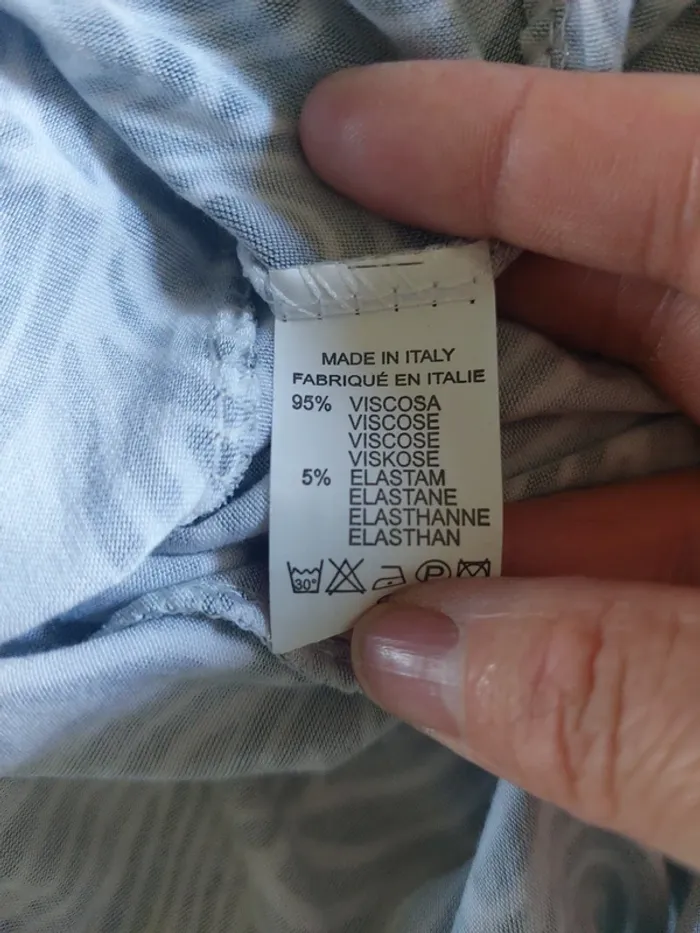 MADE IN ITALY
FABRIQUÉ EN ITALIE
95% VISCOSA
VISCOSE
VISCOSE
VISKOSE
5% ELASTAM
ELASTANE
ELASTHANNE
ELASTHAN
30° P